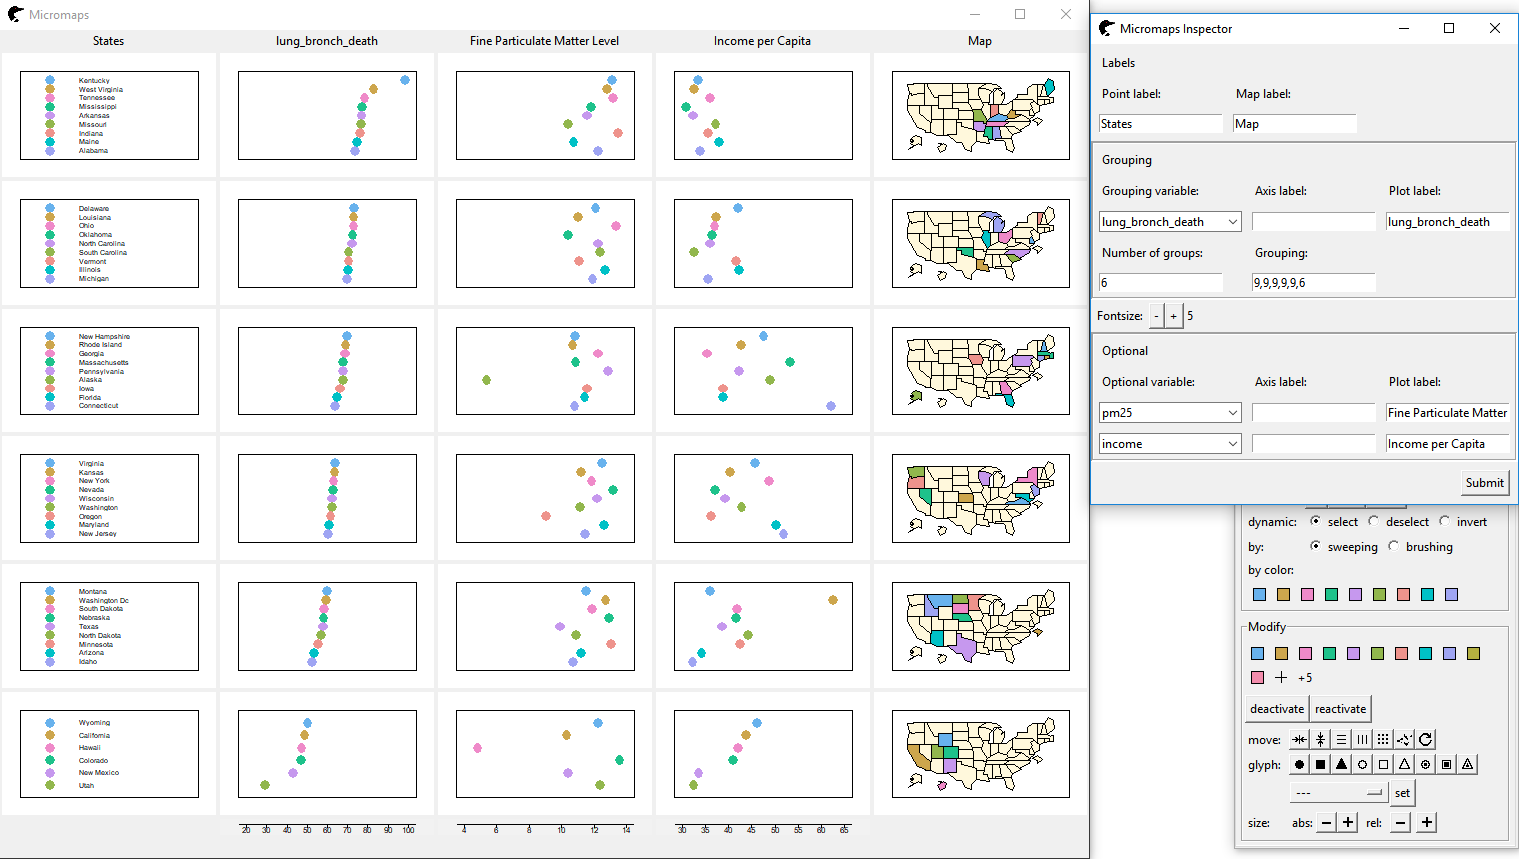 Micromaps
States lung_bronch_death Fine Particulate Matter Level Income per Capita Map
Kentucky
West Virginia
Tennessee
Mississippi
Arkansas
Missouri
Indiana
Maine
Alabama
Delaware
Louisiana
Ohio
Oklahoma
North Carolina
South Carolina
Vermont
Illinois
Michigan
New Hampshire
Rhode Island
Georgia
Massachusetts
Pennsylvania
Alaska
Iowa
Florida
Connecticut
Virginia
Kansas
New York
Nevada
Wisconsin
Washington
Oregon
Maryland
New Jersey
Montana
Washington Dc
South Dakota
Nebraska
Texas
North Dakota
Minnesota
Arizona
Idaho
Wyoming
California
Hawaii
Colorado
New Mexico
Utah
20 30 40 50 60 70 80 90 100
4 6 8 10 12 14
30 35 40 45 50 55 60 65
Micromaps Inspector
Labels
Point label: Map label:
States Map
Grouping
Grouping variable: Axis label: Plot label:
lung_bronch_death lung_bronch_death
Number of groups: Grouping:
6 9,9,9,9,9,6
Fontsize: - + 5
Optional
Optional variable: Axis label: Plot label:
pm25 Fine Particulate Matter
income Income per Capita
Submit
dynamic: select deselect invert
by: sweeping brushing
by color:
Modify
+5
deactivate reactivate
move:
glyph:
--- set
size: abs: − + rel: − +